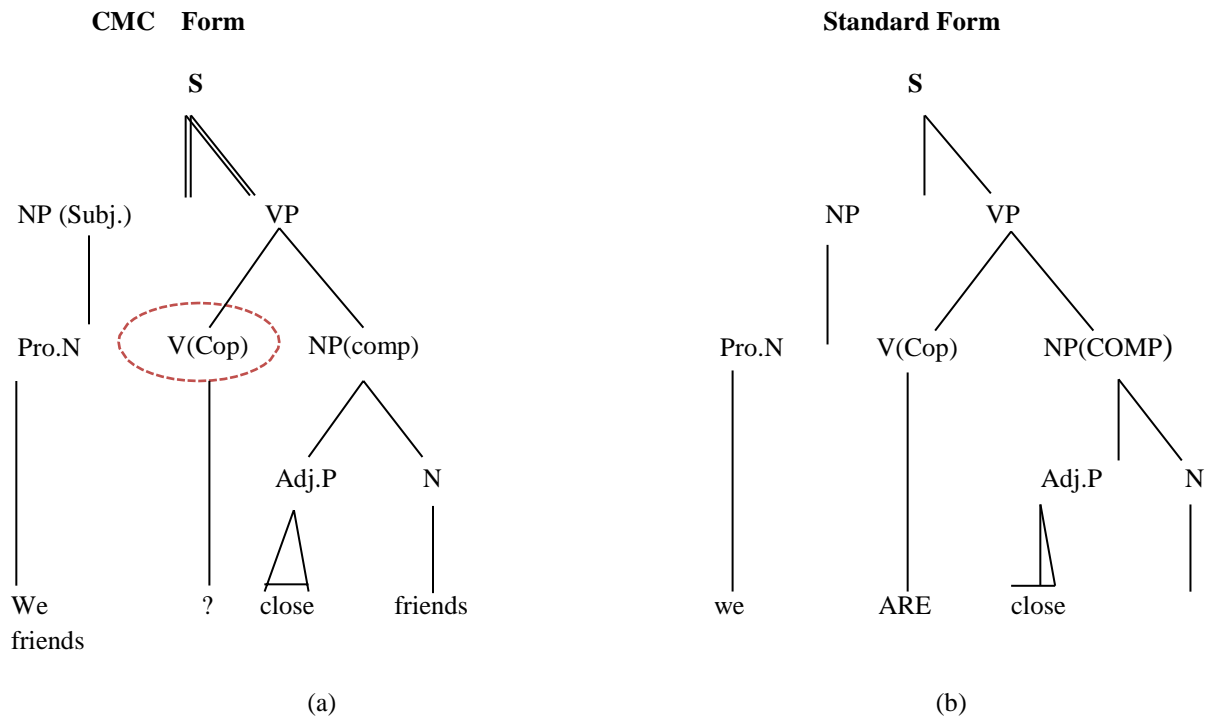 CMC Form Standard Form
S S
NP (Subj.) VP NP VP
Pro.N V(Cop) NP(comp) Pro.N V(Cop) NP(COMP)
Adj.P N Adj.P N
We ? close friends we ARE close
friends
(a) (b)